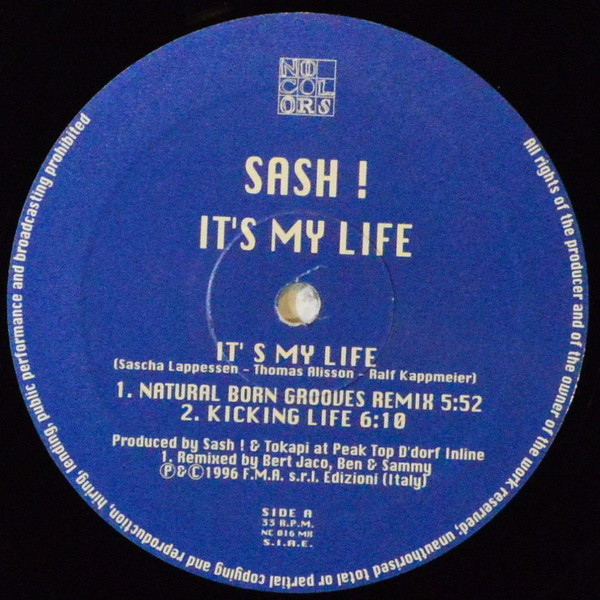 NO
COL
ORS
SASH !
IT'S MY LIFE
IT' S MY LIFE
(Sascha Lappessen - Thomas Alisson - Ralf Kappmeier)
1. NATURAL BORN GROOVES REMIX 5:52
2. KICKING LIFE 6:10
Produced by Sash ! & Tokapi at Peak Top D'dorf Inline
1. Remixed by Bert Jaco, Ben & Sammy
℗&©1996 F.M.A. s.r.l. Edizioni (Italy)
SIDE A
33 R.P.M.
NC 016 MX
S.I.A.E.
All rights of the producer and of the owner of the work reserved; unauthorised total or partial copying and reproduction, hiring, lending, public performance and broadcasting prohibited